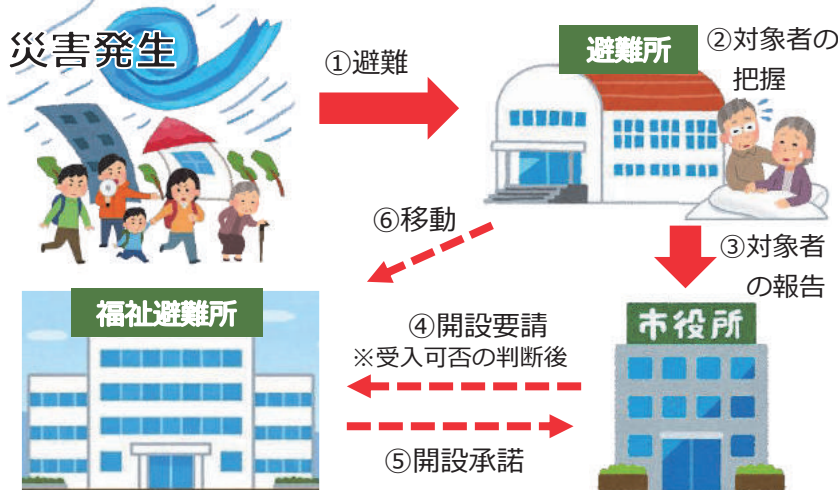 災害発生
①避難
避難所
②対象者の
把握
③対象者
の報告
市役所
④開設要請
※受入可否の判断後
⑤開設承諾
福祉避難所
⑥移動